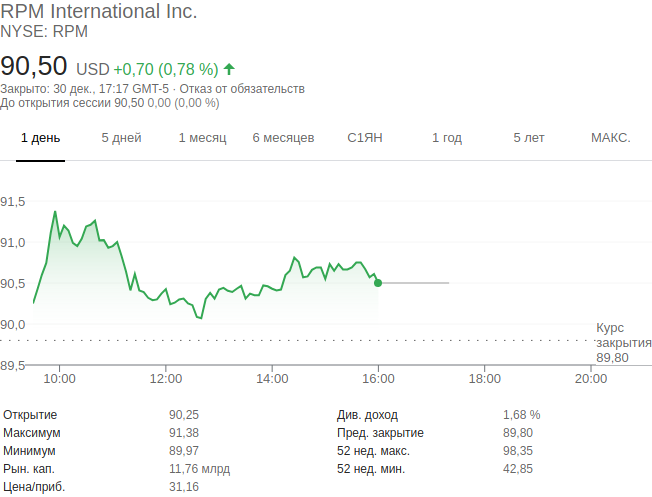 RPM International Inc.
NYSE: RPM
90,50 USD +0,70 (0,78 %)
Закрыто: 30 дек., 17:17 GMT-5 · Отказ от обязательств
До открытия сессии 90,50 0,00 (0,00 %)
1 день 5 дней 1 месяц 6 месяцев С1ЯН 1 год 5 лет МАКС.
91,5
91,0
90,5
90,0
Курс
закрытия
89,80
89,5
10:00 12:00 14:00 16:00 18:00 20:00
Открытие 90,25 Див. доход 1,68 %
Максимум 91,38 Пред. закрытие 89,80
Минимум 89,97 52 нед. макс. 98,35
Рын. кап. 11,76 млрд 52 нед. мин. 42,85
Цена/приб. 31,16